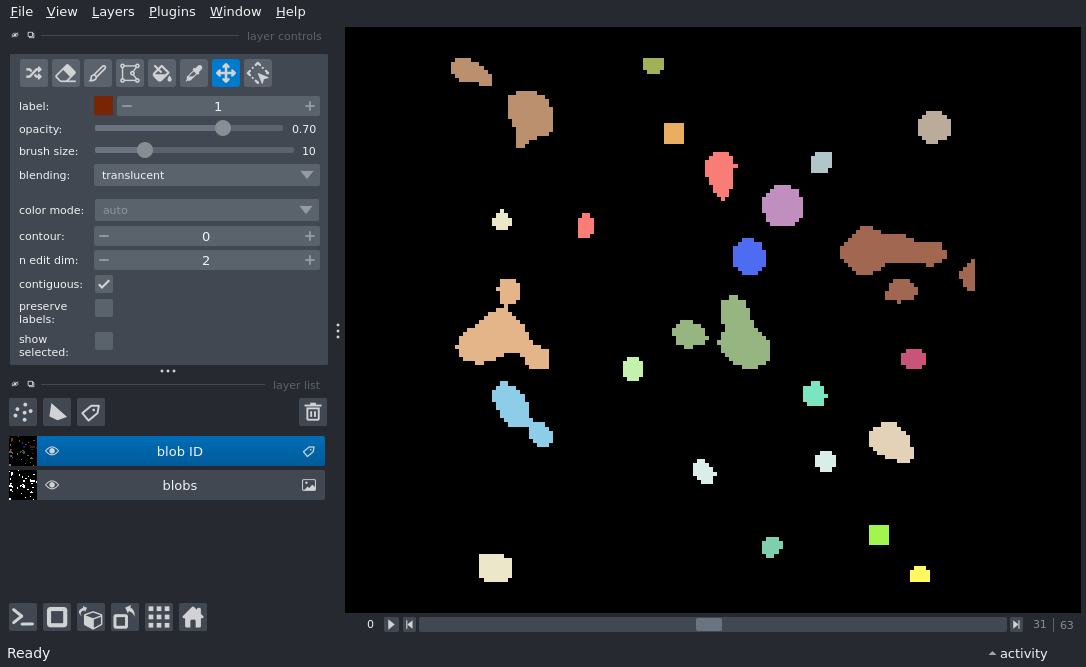 File View Layers Plugins Window Help
layer controls
label: 1
opacity: 0.70
brush size: 10
blending: translucent
color mode: auto
contour: 0
n edit dim: 2
contiguous:
preserve
labels:
show
selected:
layer list
blob ID
blobs
0 31 63
Ready activity